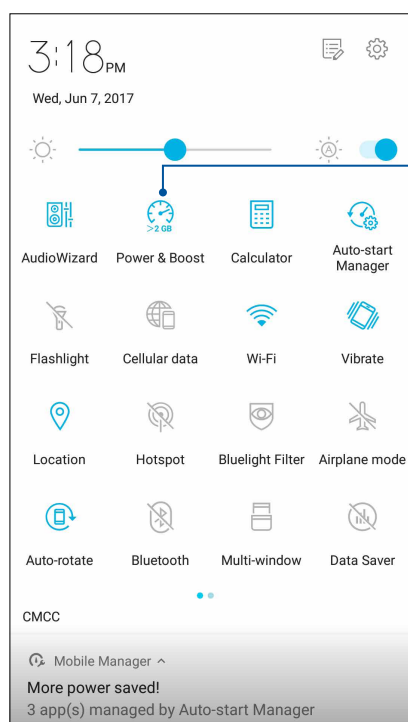 3:18 PM
Wed, Jun 7, 2017
A
>2 GB
AudioWizard Power & Boost Calculator Auto-start Manager
Flashlight Cellular data Wi-Fi Vibrate
Location Hotspot Bluelight Filter Airplane mode
Auto-rotate Bluetooth Multi-window Data Saver
CMCC
Mobile Manager
More power saved!
3 app(s) managed by Auto-start Manager